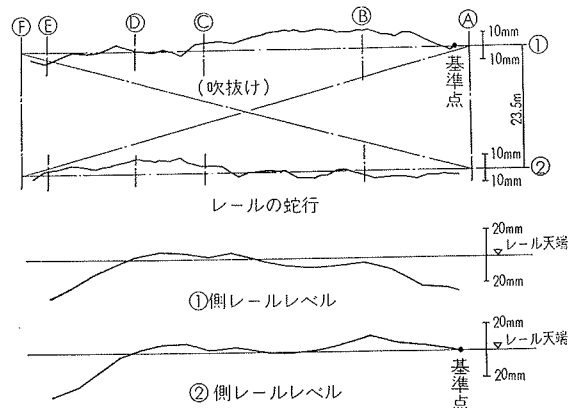 Ⓕ Ⓔ Ⓓ Ⓒ Ⓑ Ⓐ
10mm
10mm
①
基準点
(吹抜け)
23.5m
10mm
10mm
②
レールの蛇行
20mm
レール天端
20mm
①側レールレベル
20mm
レール天端
20mm
基準点
②側レールレベル